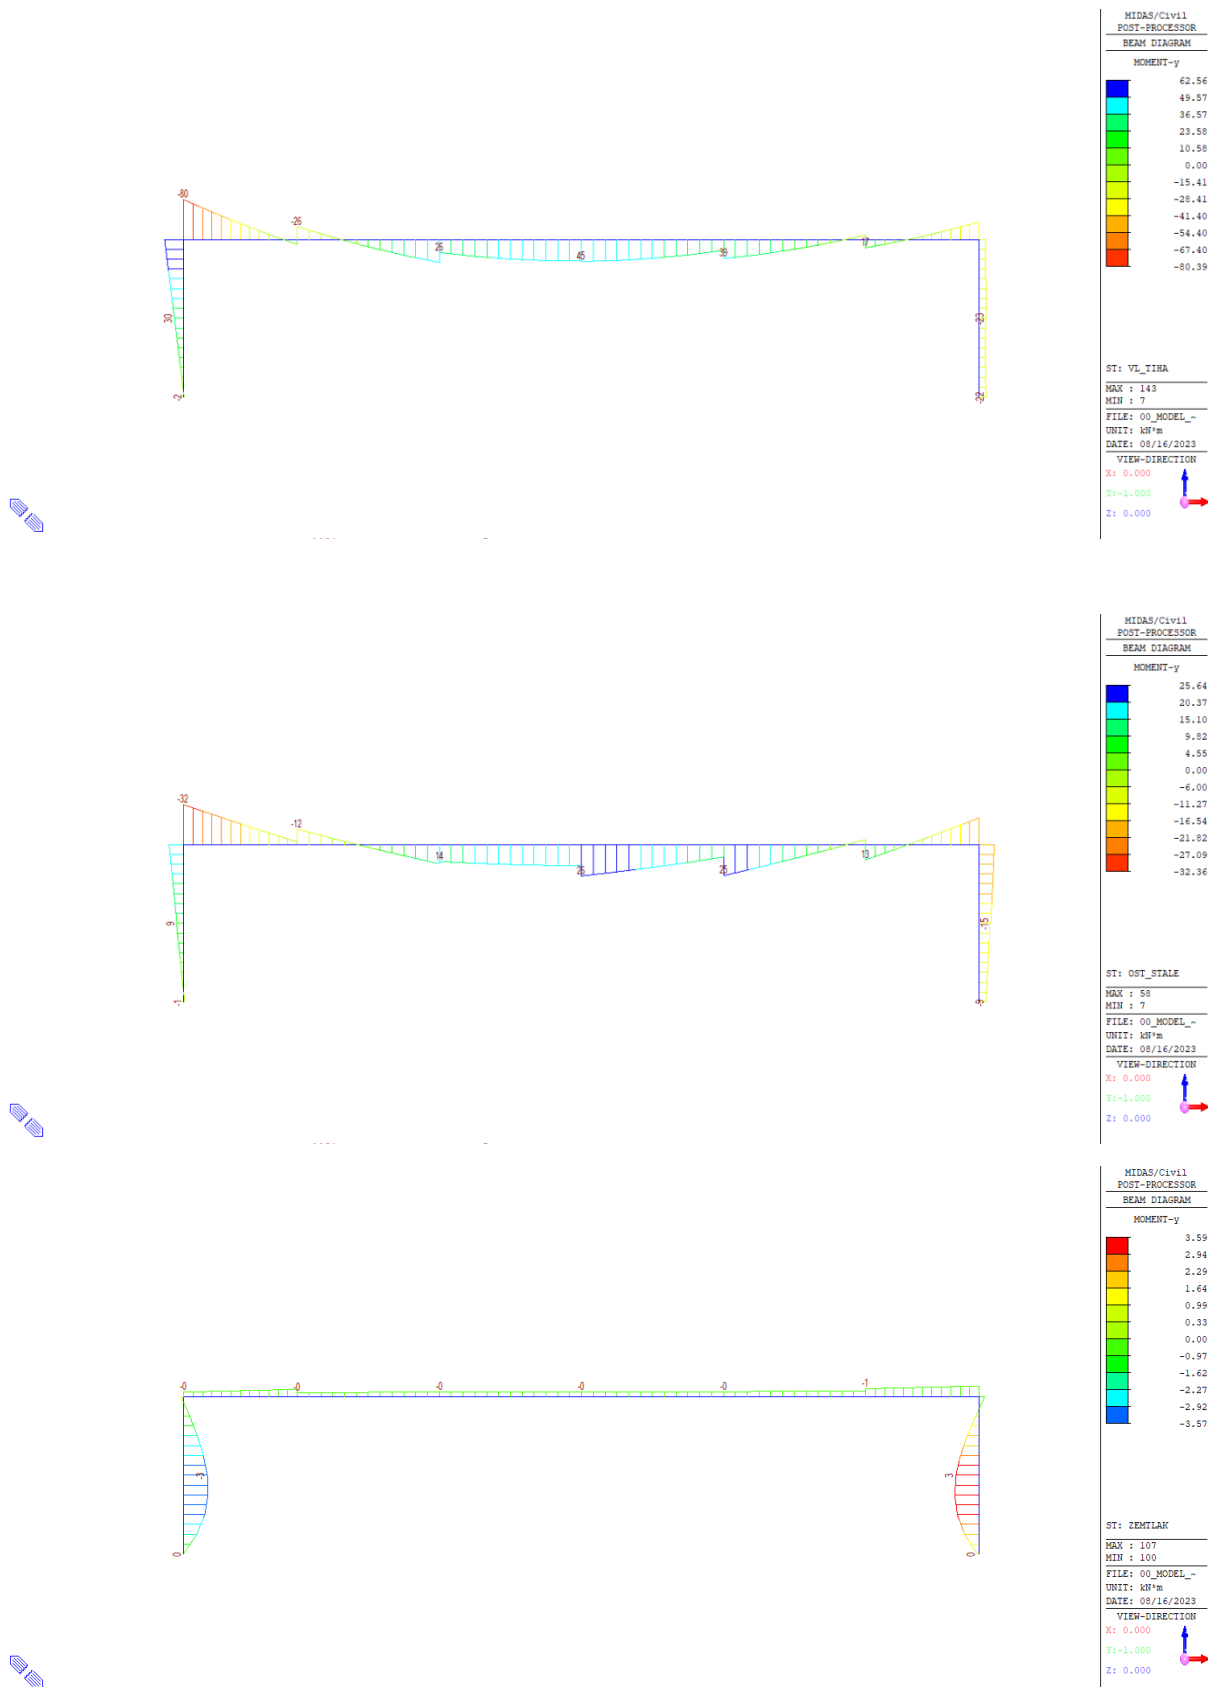 MIDAS/Civil
POST-PROCESSOR
BEAM DIAGRAM
MOMENT-y
62.56
49.57
36.57
23.58
10.58
0.00
-15.41
-28.41
-41.40
-54.40
-67.40
-80.39
-80
-26
26
45
39
17
30
-2
-23
-22
ST: VL_TIHA
MAX : 143
MIN : 7
FILE: 00_MODEL_~
UNIT: kN*m
DATE: 08/16/2023
VIEW-DIRECTION
X: 0.000
Y:-1.000
Z: 0.000
MIDAS/Civil
POST-PROCESSOR
BEAM DIAGRAM
MOMENT-y
25.64
20.37
15.10
9.82
4.55
0.00
-6.00
-11.27
-16.54
-21.82
-27.09
-32.36
-32
-12
14
25
13
9
-1
-15
-9
ST: OST_STALE
MAX : 58
MIN : 7
FILE: 00_MODEL_~
UNIT: kN*m
DATE: 08/16/2023
VIEW-DIRECTION
X: 0.000
Y:-1.000
Z: 0.000
MIDAS/Civil
POST-PROCESSOR
BEAM DIAGRAM
MOMENT-y
3.59
2.94
2.29
1.64
0.99
0.33
0.00
-0.97
-1.62
-2.27
-2.92
-3.57
-0
-0
-0
-0
-0
-1
-3
3
0
0
ST: ZEMTLAK
MAX : 107
MIN : 100
FILE: 00_MODEL_~
UNIT: kN*m
DATE: 08/16/2023
VIEW-DIRECTION
X: 0.000
Y:-1.000
Z: 0.000